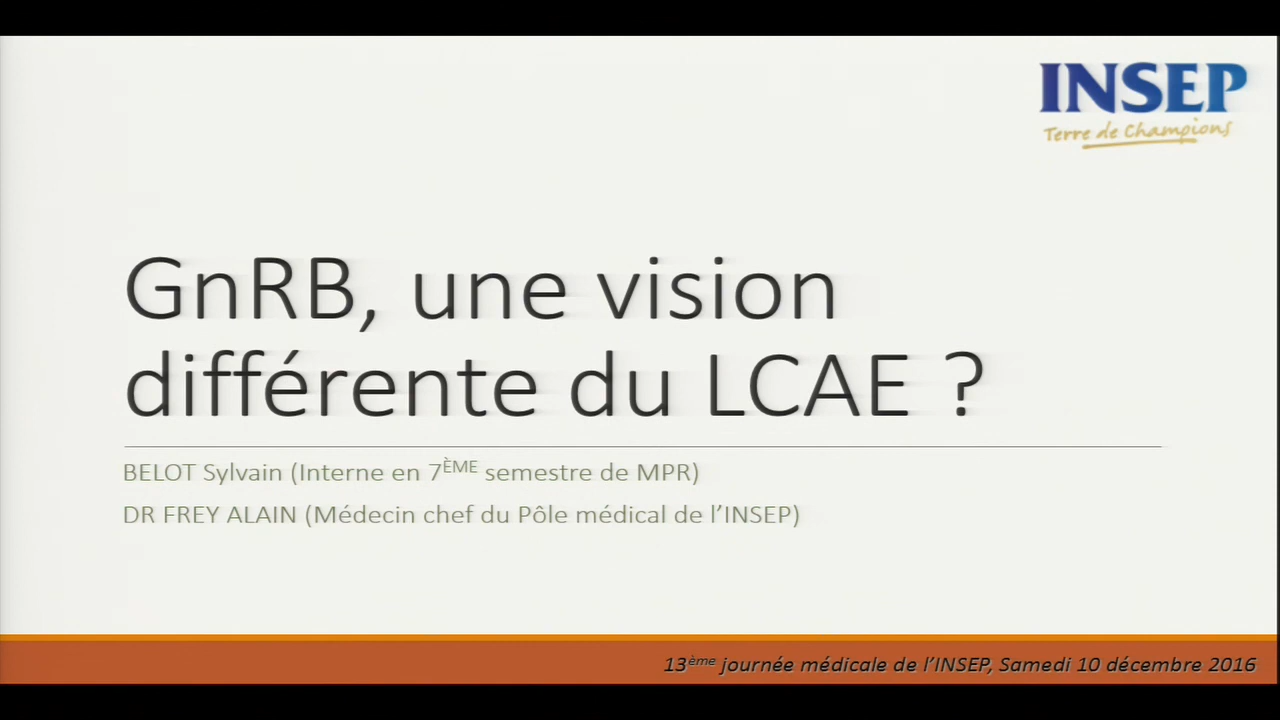 INSEP
Terre de Champions
GnRB, une vision
différente du LCAE ?
BELOT Sylvain (Interne en 7ÈME semestre de MPR)
DR FREY ALAIN (Médecin chef du Pôle médical de l’INSEP)
13ème journée médicale de l’INSEP, Samedi 10 décembre 2016